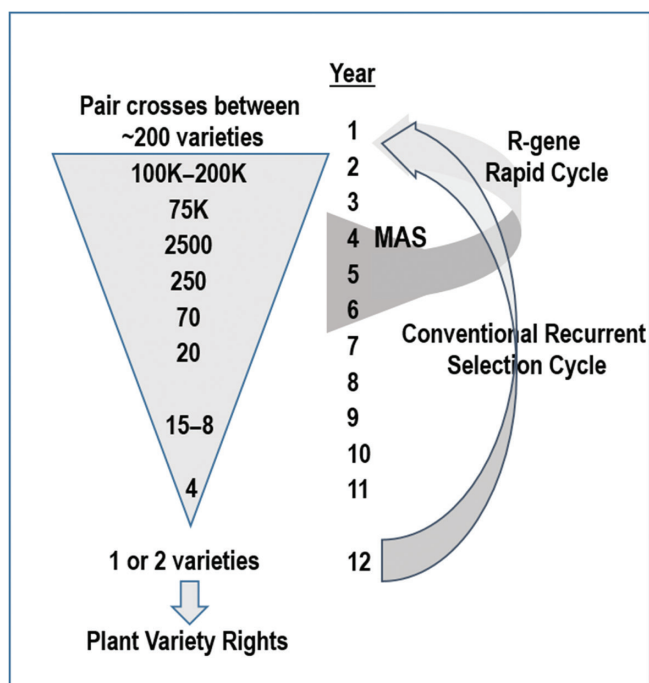 Year
Pair crosses between
~200 varieties
100K–200K
75K
2500
250
70
20
15–8
4
1 or 2 varieties
Plant Variety Rights
1
2
3
4
5
6
7
8
9
10
11
12
MAS
R-gene
Rapid Cycle
Conventional Recurrent
Selection Cycle